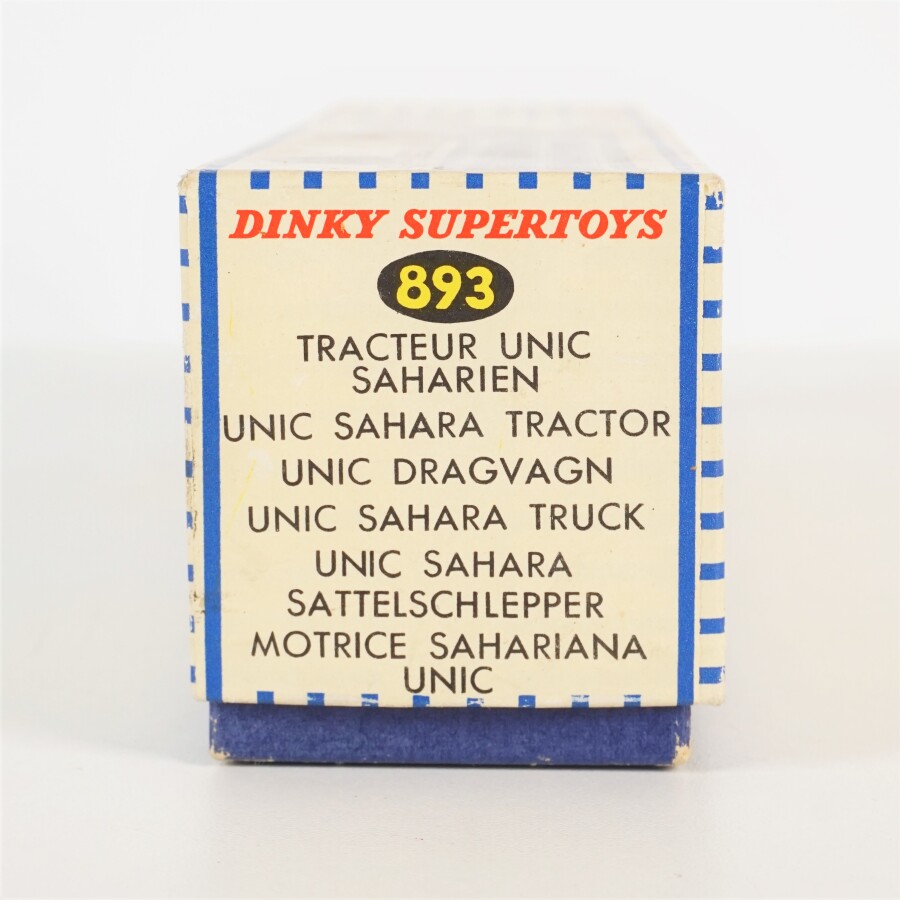 DINKY SUPERTOYS
893
TRACTEUR UNIC
SAHARIEN
UNIC SAHARA TRACTOR
UNIC DRAGVAGN
UNIC SAHARA TRUCK
UNIC SAHARA
SATTELSCHLEPPER
MOTRICE SAHARIANA
UNIC